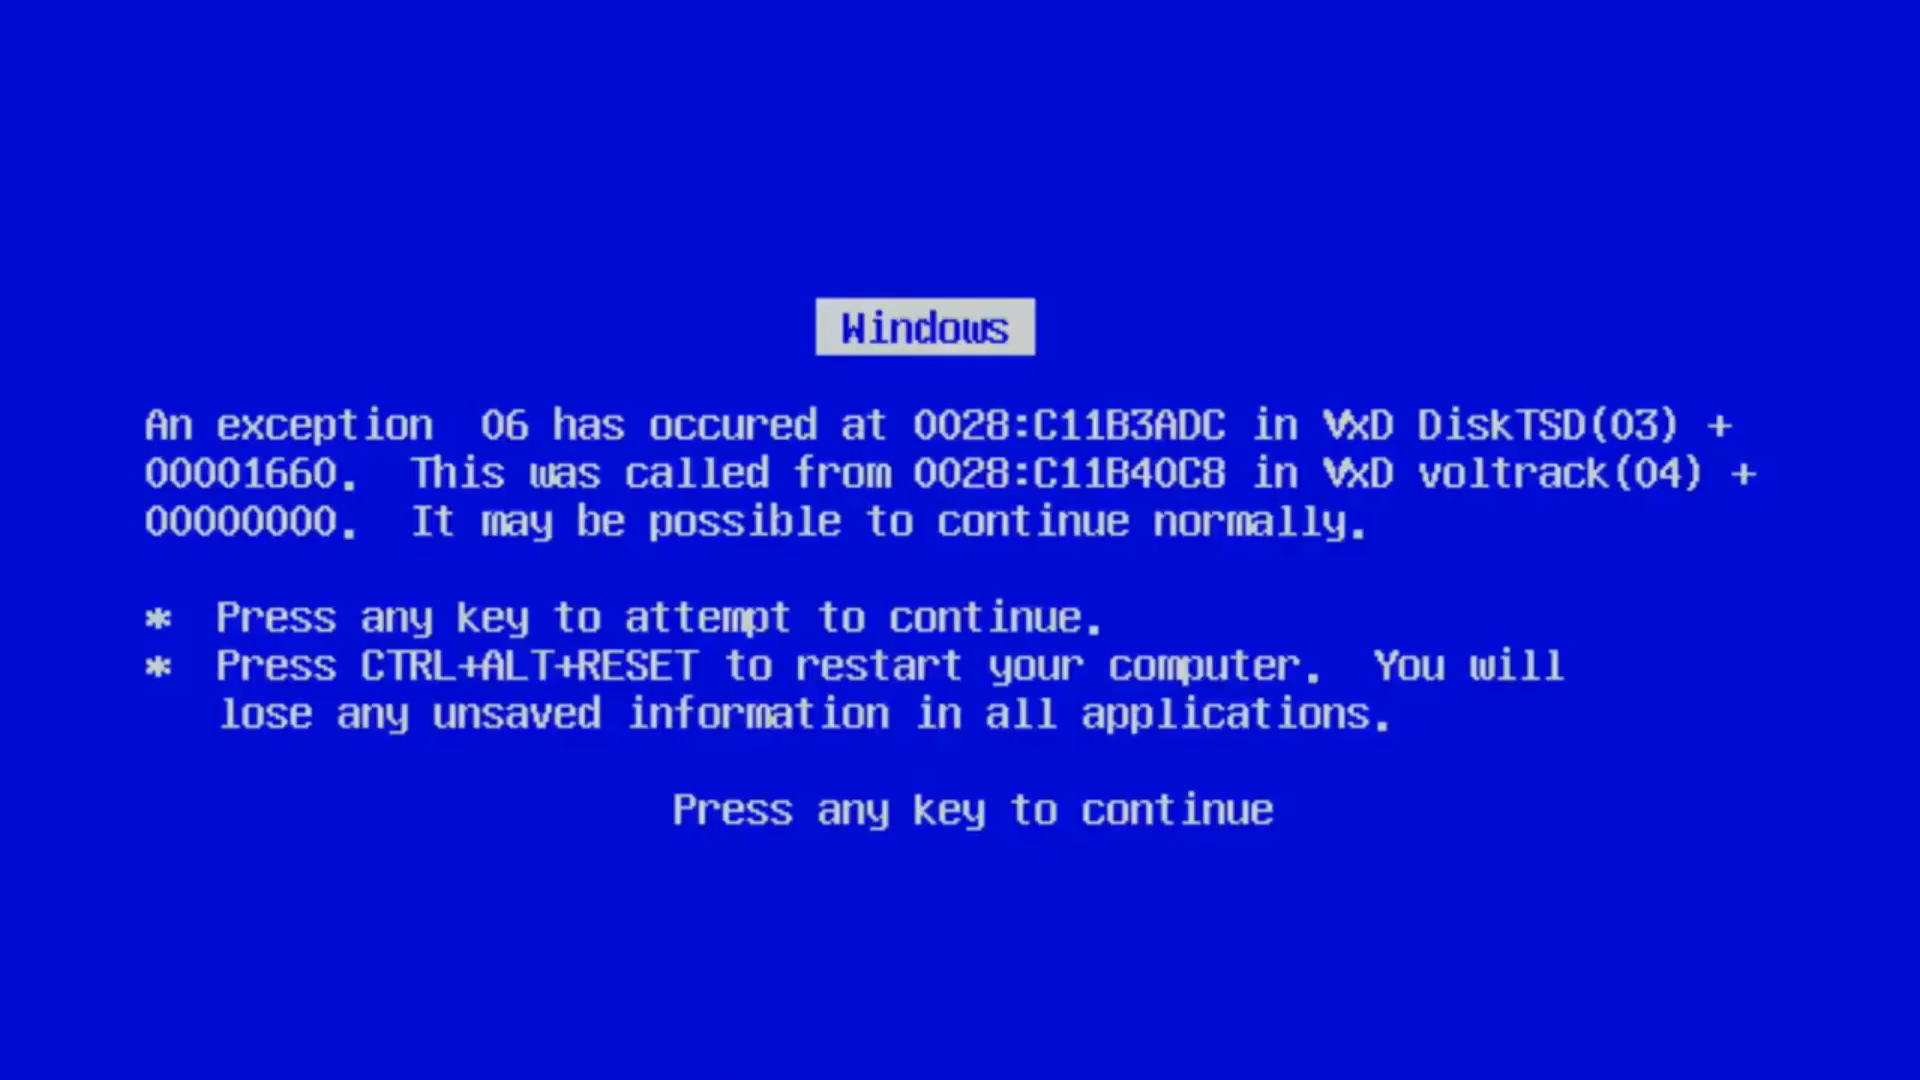 Windows
An exception  06 has occured at 0028:C11B3ADC in VxD DiskTSD(03) +
00001660.  This was called from 0028:C11B40C8 in VxD voltrack(04) +
00000000.  It may be possible to continue normally.
*  Press any key to attempt to continue.
*  Press CTRL+ALT+RESET to restart your computer.  You will
lose any unsaved information in all applications.
Press any key to continue